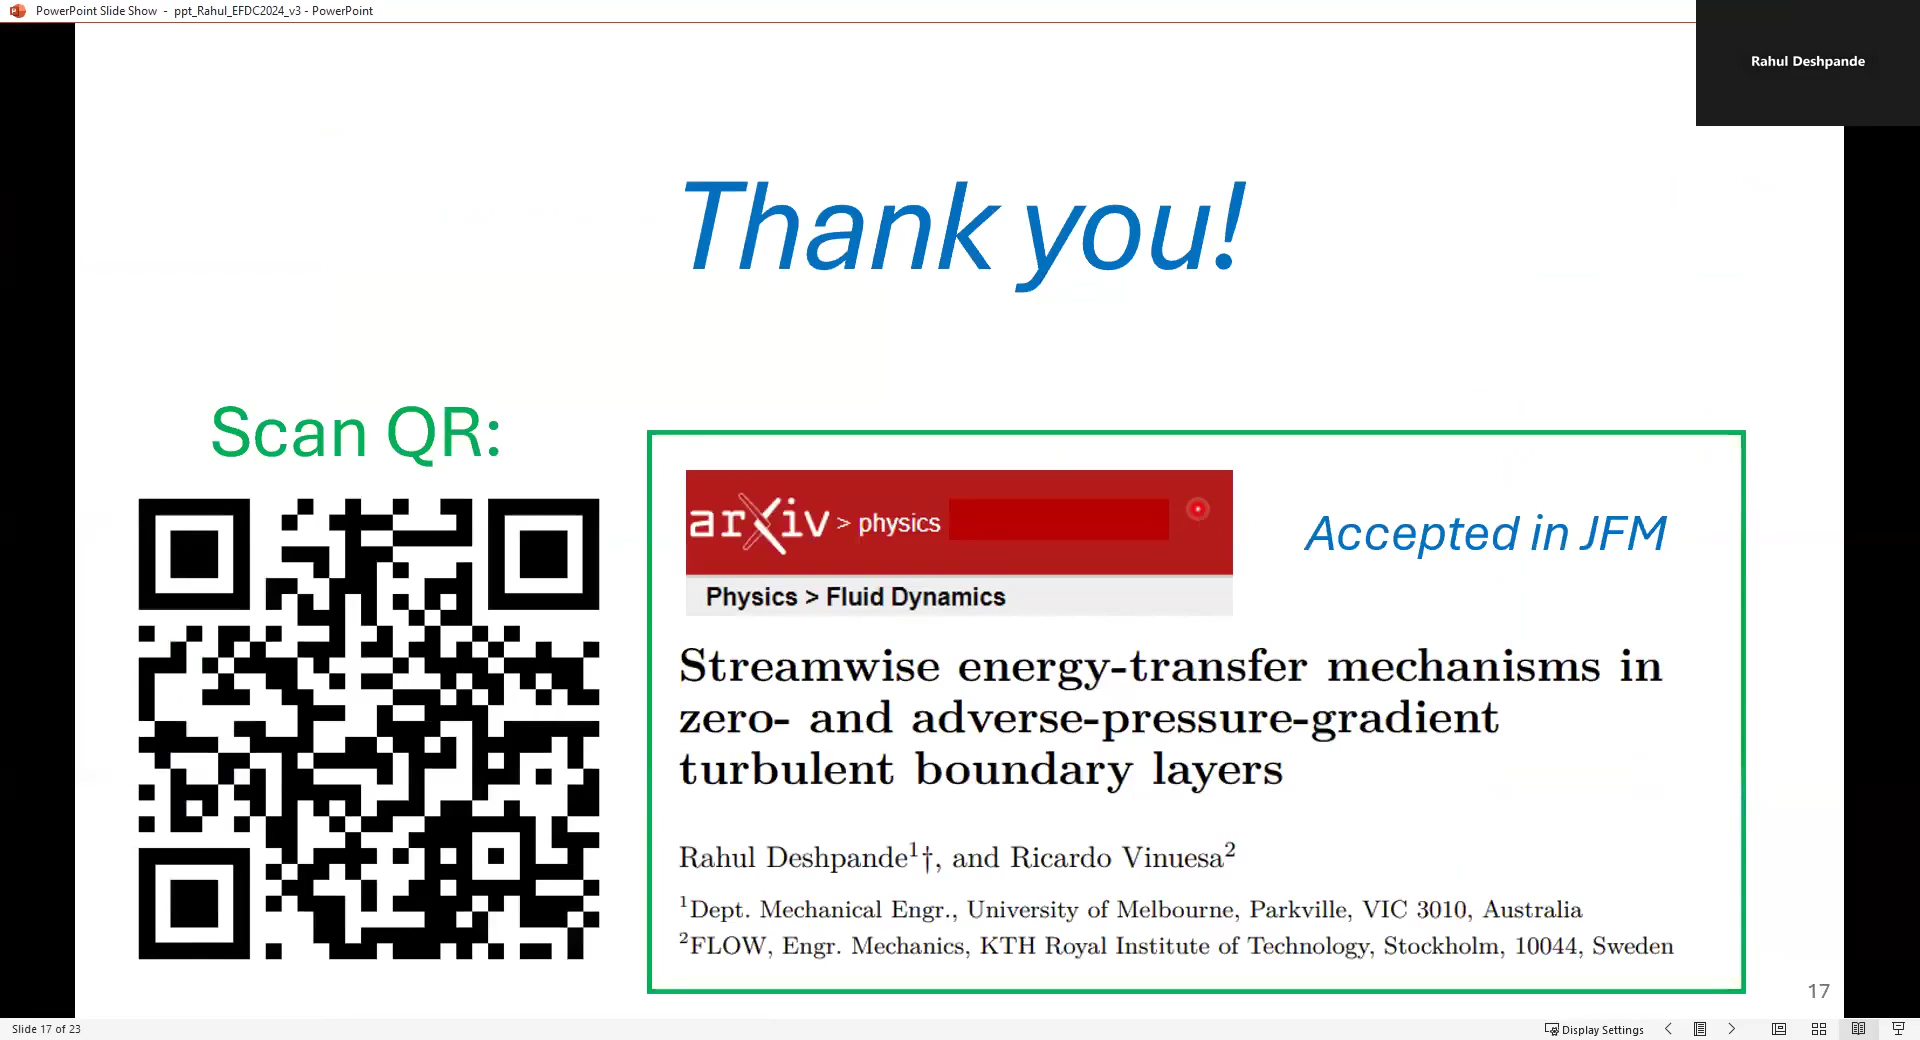 PowerPoint Slide Show - ppt_Rahul_EFDC2024_v3 - PowerPoint
Rahul Deshpande
Thank you!
Scan QR:
arXiv > physics
Accepted in JFM
Physics > Fluid Dynamics
Streamwise energy-transfer mechanisms in
zero- and adverse-pressure-gradient
turbulent boundary layers
Rahul Deshpande¹†, and Ricardo Vinuesa²
¹Dept. Mechanical Engr., University of Melbourne, Parkville, VIC 3010, Australia
²FLOW, Engr. Mechanics, KTH Royal Institute of Technology, Stockholm, 10044, Sweden
17
Slide 17 of 23
Display Settings